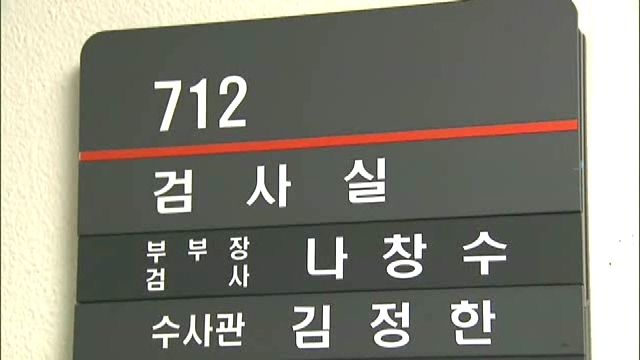 712
검사실
부부장검사 나창수
수사관 김정한